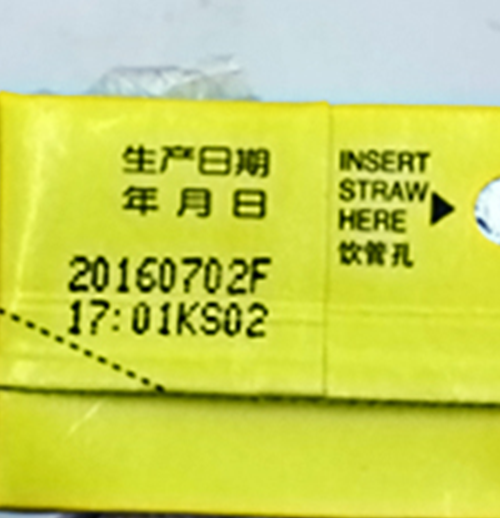 生产日期
年 月 日
20160702F
17:01KS02
INSERT
STRAW
HERE
饮管孔